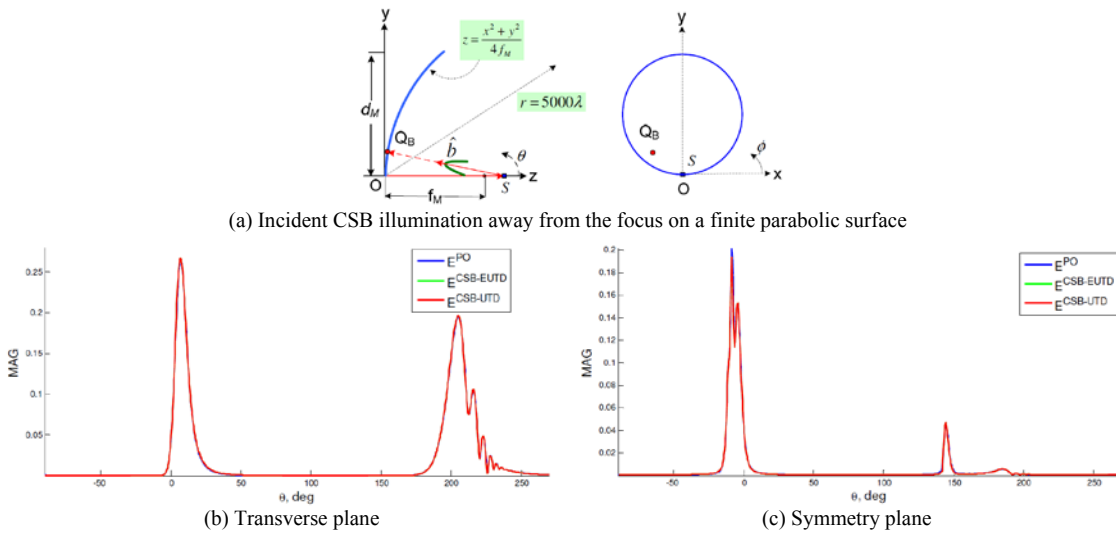 y
z = (x² + y²) / 4f_M
d_M
r = 5000λ
Q_B
b̂
θ
S
O
z
f_M
y
Q_B
S
ϕ
O
x
(a) Incident CSB illumination away from the focus on a finite parabolic surface
E^PO
E^CSB-EUTD
E^CSB-UTD
MAG
0.25
0.2
0.15
0.1
0.05
-50 0 50 100 150 200 250
θ, deg
(b) Transverse plane
E^PO
E^CSB-EUTD
E^CSB-UTD
MAG
0.2
0.18
0.16
0.14
0.12
0.1
0.08
0.06
0.04
0.02
-50 0 50 100 150 200 250
θ, deg
(c) Symmetry plane